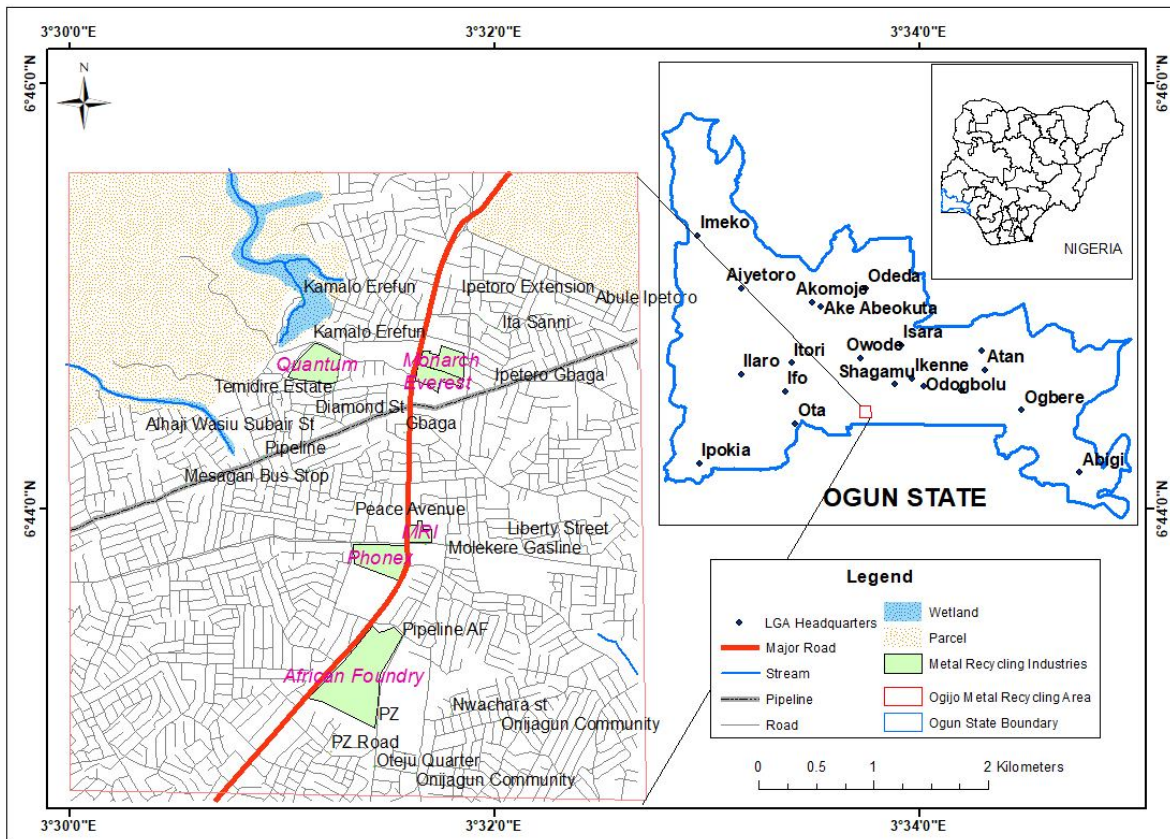 3°30'0"E
3°32'0"E
3°34'0"E
6°46'0"N
6°46'0"N
N
NIGERIA
Imeko
Aiyetoro
Odeda
Akomoje
Ake Abeokuta
Isara
Owode
Itori
Atan
Ilaro
Shagamu
Ikenne
Ifo
Odogbolu
Ogbere
Ota
Ipokia
Abigi
OGUN STATE
Kamalo Erefun
Ipetoro Extension
Abule Ipetoro
Ita Sanni
Kamalo Erefun
Quantum
Monarch
Everest
Ipetero Gbaga
Temidire Estate
Diamond St
Alhaji Wasiu Subair St
Gbaga
Pipeline
Mesagan Bus Stop
Peace Avenue
MRI
Liberty Street
Molekere Gasline
Phonex
Pipeline AF
African Foundry
Nwachara st
PZ
Onijagun Community
PZ Road
Oteju Quarter
Onijagun Community
6°44'0"N
6°44'0"N
Legend
LGA Headquarters
Major Road
Stream
Pipeline
Road
Wetland
Parcel
Metal Recycling Industries
Ogijo Metal Recycling Area
Ogun State Boundary
0 0.5 1 2 Kilometers
3°30'0"E
3°32'0"E
3°34'0"E